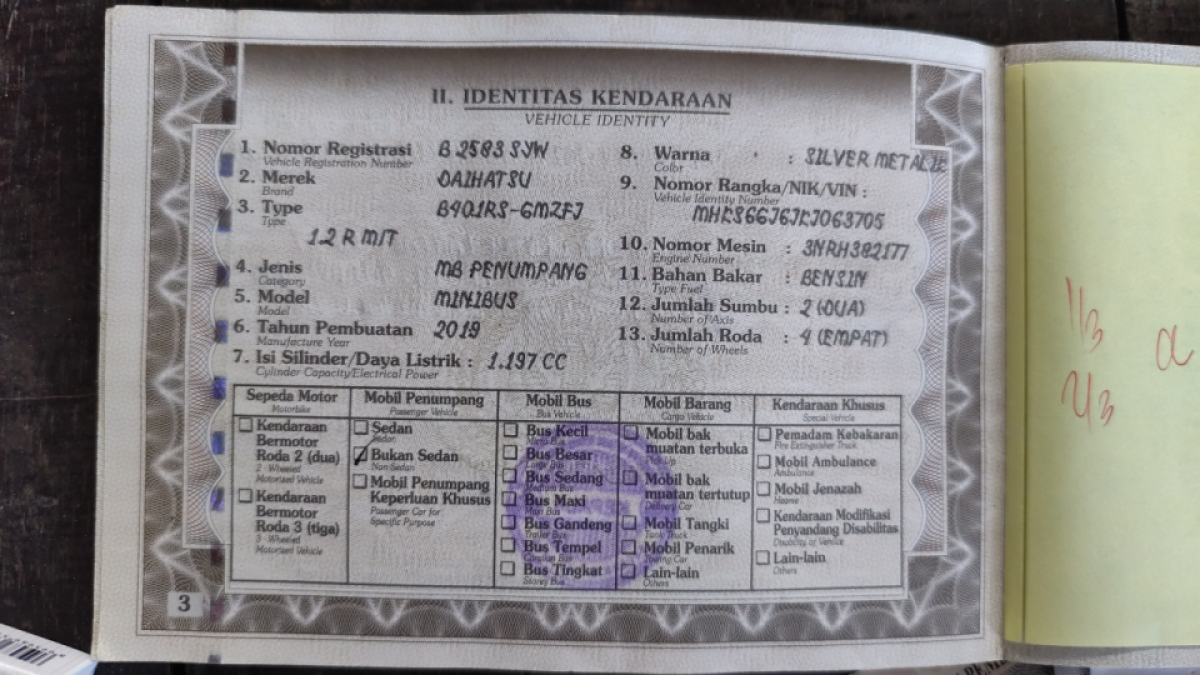 II. IDENTITAS KENDARAAN
VEHICLE IDENTITY
1. Nomor Registrasi B 2583 SYW
Vehicle Registration Number
2. Merek DAIHATSU
Brand
3. Type B401RS-GMZFJ
Type
1.2 R M/T
4. Jenis MB PENUMPANG
Category
5. Model MINIBUS
Model
6. Tahun Pembuatan 2019
Manufacture Year
7. Isi Silinder/Daya Listrik : 1.197 CC
Cylinder Capacity/Electrical Power
8. Warna : SILVER METALIK
Color
9. Nomor Rangka/NIK/VIN :
Vehicle Identity Number
MHKS6GJ6JKJ063705
10. Nomor Mesin : 3NRH382177
Engine Number
11. Bahan Bakar : BENSIN
Type Fuel
12. Jumlah Sumbu : 2 (DUA)
Number of Axis
13. Jumlah Roda : 4 (EMPAT)
Number of Wheels
Sepeda Motor
Motorbike
Kendaraan
Bermotor
Roda 2 (dua)
2 - Wheeled
Motorized Vehicle
Kendaraan
Bermotor
Roda 3 (tiga)
3 - Wheeled
Motorized Vehicle
Mobil Penumpang
Passenger Vehicle
Sedan
Sedan
Bukan Sedan
Non Sedan
Mobil Penumpang
Keperluan Khusus
Passenger Car for
Specific Purpose
Mobil Bus
Bus Vehicle
Bus Kecil
Bus Besar
Bus Sedang
Medium Bus
Bus Maxi
Maxi Bus
Bus Gandeng
Bus Tempel
Bus Tingkat
Storey Bus
Mobil Barang
Cargo Vehicle
Mobil bak
muatan terbuka
Pick Up
Mobil bak
muatan tertutup
Delivery Car
Mobil Tangki
Tank Truck
Mobil Penarik
Towing Car
Lain-lain
Others
Kendaraan Khusus
Special Vehicle
Pemadam Kebakaran
Fire Extinguisher Truck
Mobil Ambulance
Ambulance
Mobil Jenazah
Hearse
Kendaraan Modifikasi
Penyandang Disabilitas
Lain-lain
Others
3